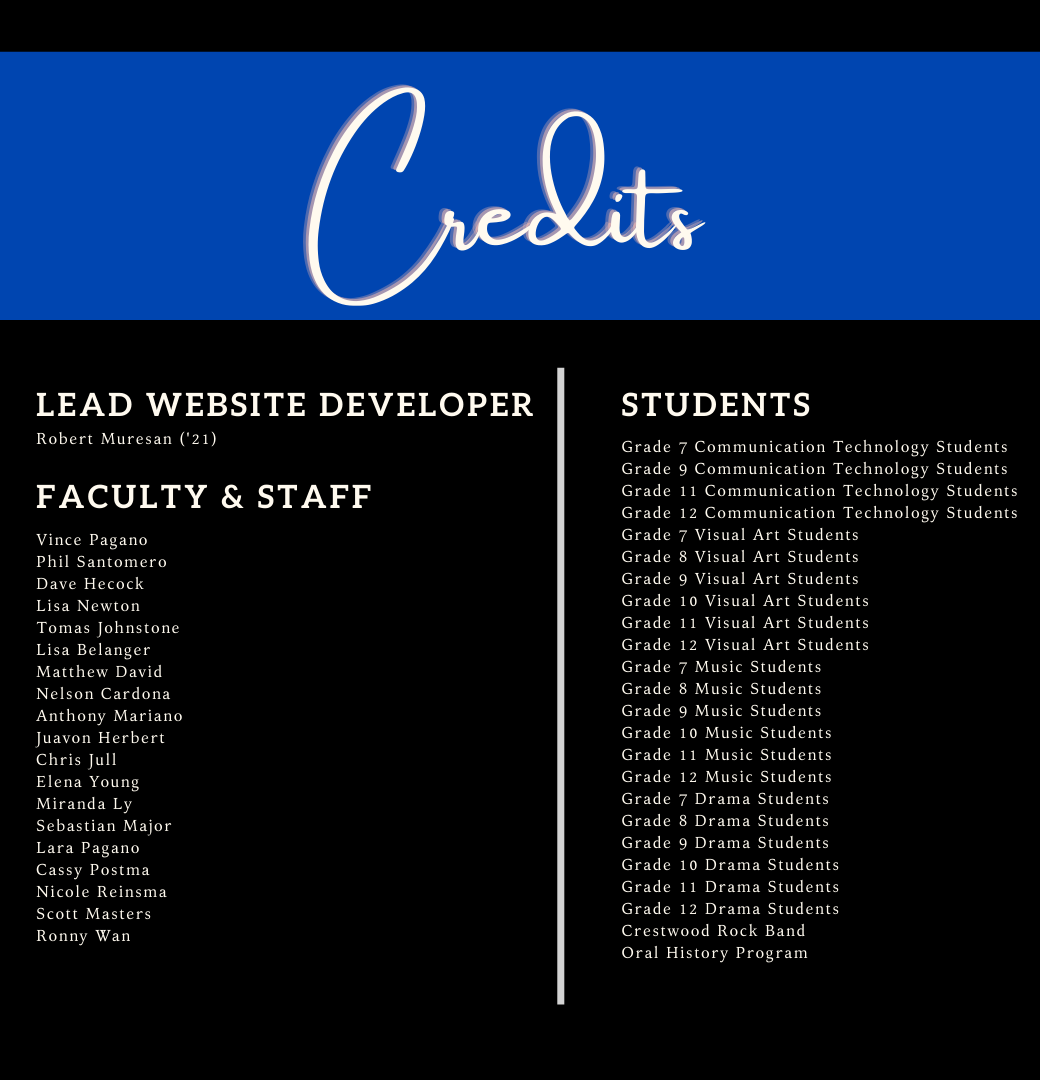 Credits
LEAD WEBSITE DEVELOPER
Robert Muresan ('21)
FACULTY & STAFF
Vince Pagano
Phil Santomero
Dave Hecock
Lisa Newton
Tomas Johnstone
Lisa Belanger
Matthew David
Nelson Cardona
Anthony Mariano
Juavon Herbert
Chris Jull
Elena Young
Miranda Ly
Sebastian Major
Lara Pagano
Cassy Postma
Nicole Reinsma
Scott Masters
Ronny Wan
STUDENTS
Grade 7 Communication Technology Students
Grade 9 Communication Technology Students
Grade 11 Communication Technology Students
Grade 12 Communication Technology Students
Grade 7 Visual Art Students
Grade 8 Visual Art Students
Grade 9 Visual Art Students
Grade 10 Visual Art Students
Grade 11 Visual Art Students
Grade 12 Visual Art Students
Grade 7 Music Students
Grade 8 Music Students
Grade 9 Music Students
Grade 10 Music Students
Grade 11 Music Students
Grade 12 Music Students
Grade 7 Drama Students
Grade 8 Drama Students
Grade 9 Drama Students
Grade 10 Drama Students
Grade 11 Drama Students
Grade 12 Drama Students
Crestwood Rock Band
Oral History Program